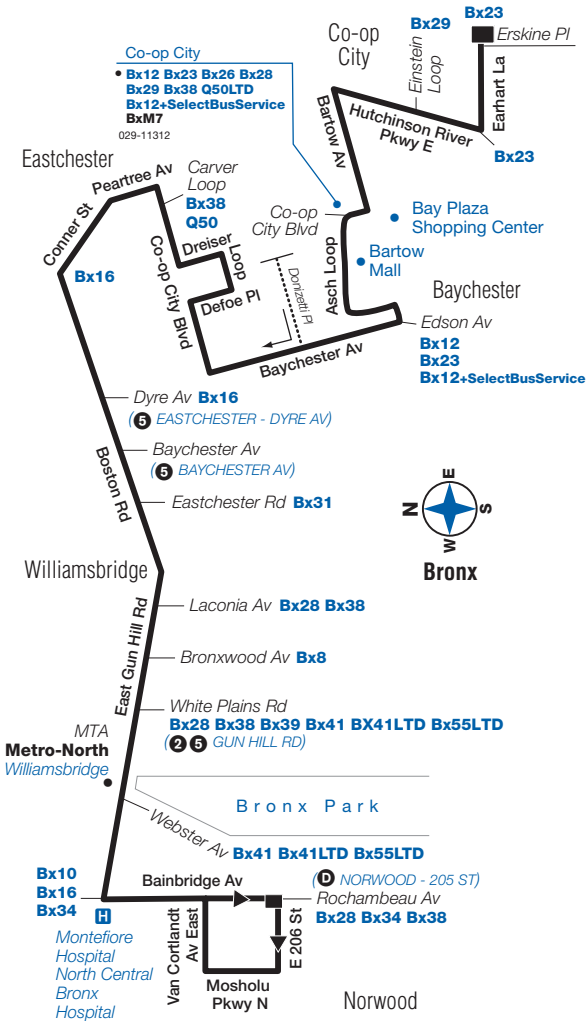 Bx23
Bx29
Erskine Pl
Co-op
City
Einstein
Loop
Earhart La
Co-op City
• Bx12 Bx23 Bx26 Bx28
Bx29 Bx38 Q50LTD
Bx12+SelectBusService
BxM7
029-11312
Bartow Av
Hutchinson River
Pkwy E
Bx23
Eastchester
Peartree Av
Carver
Loop
Bx38
Q50
Conner St
Bx16
Co-op City Blvd
Dreiser
Loop
Defoe Pl
Donizetti Pl
Co-op
City Blvd
Asch Loop
Bay Plaza
Shopping Center
Bartow
Mall
Baychester
Edson Av
Bx12
Bx23
Bx12+SelectBusService
Baychester Av
Dyre Av Bx16
(5 EASTCHESTER - DYRE AV)
Baychester Av
(5 BAYCHESTER AV)
Boston Rd
Eastchester Rd Bx31
E
N
S
W
Bronx
Williamsbridge
Laconia Av Bx28 Bx38
East Gun Hill Rd
Bronxwood Av Bx8
White Plains Rd
Bx28 Bx38 Bx39 Bx41 BX41LTD Bx55LTD
(2 5 GUN HILL RD)
MTA
Metro-North
Williamsbridge
Bronx Park
Webster Av Bx41 Bx41LTD Bx55LTD
Bx10
Bx16
Bx34
Bainbridge Av
(D NORWOOD - 205 ST)
Rochambeau Av
Bx28 Bx34 Bx38
H
Montefiore
Hospital
North Central
Bronx
Hospital
Van Cortlandt
Av East
E 206 St
Mosholu
Pkwy N
Norwood